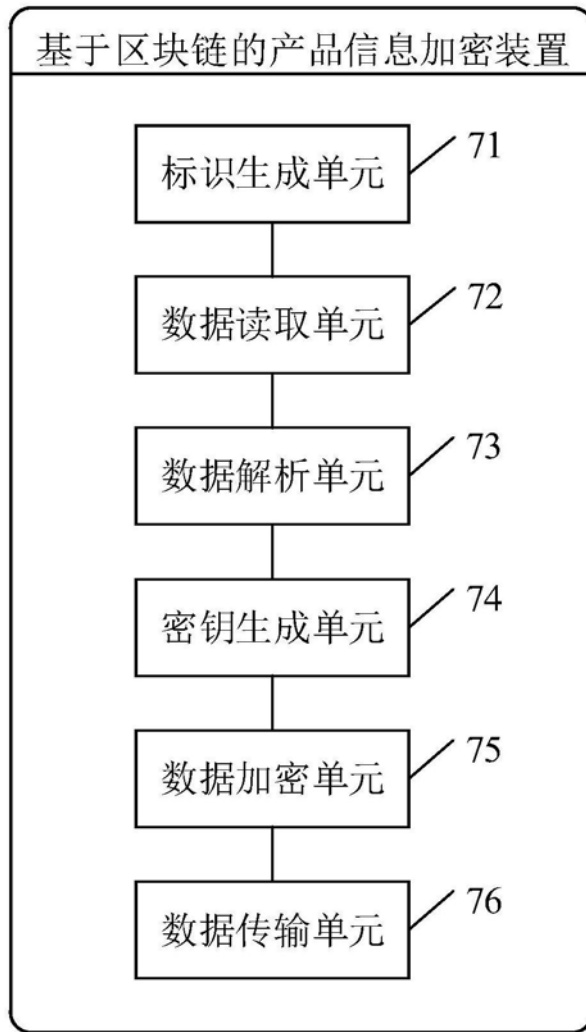 基于区块链的产品信息加密装置
标识生成单元
71
数据读取单元
72
数据解析单元
73
密钥生成单元
74
数据加密单元
75
数据传输单元
76